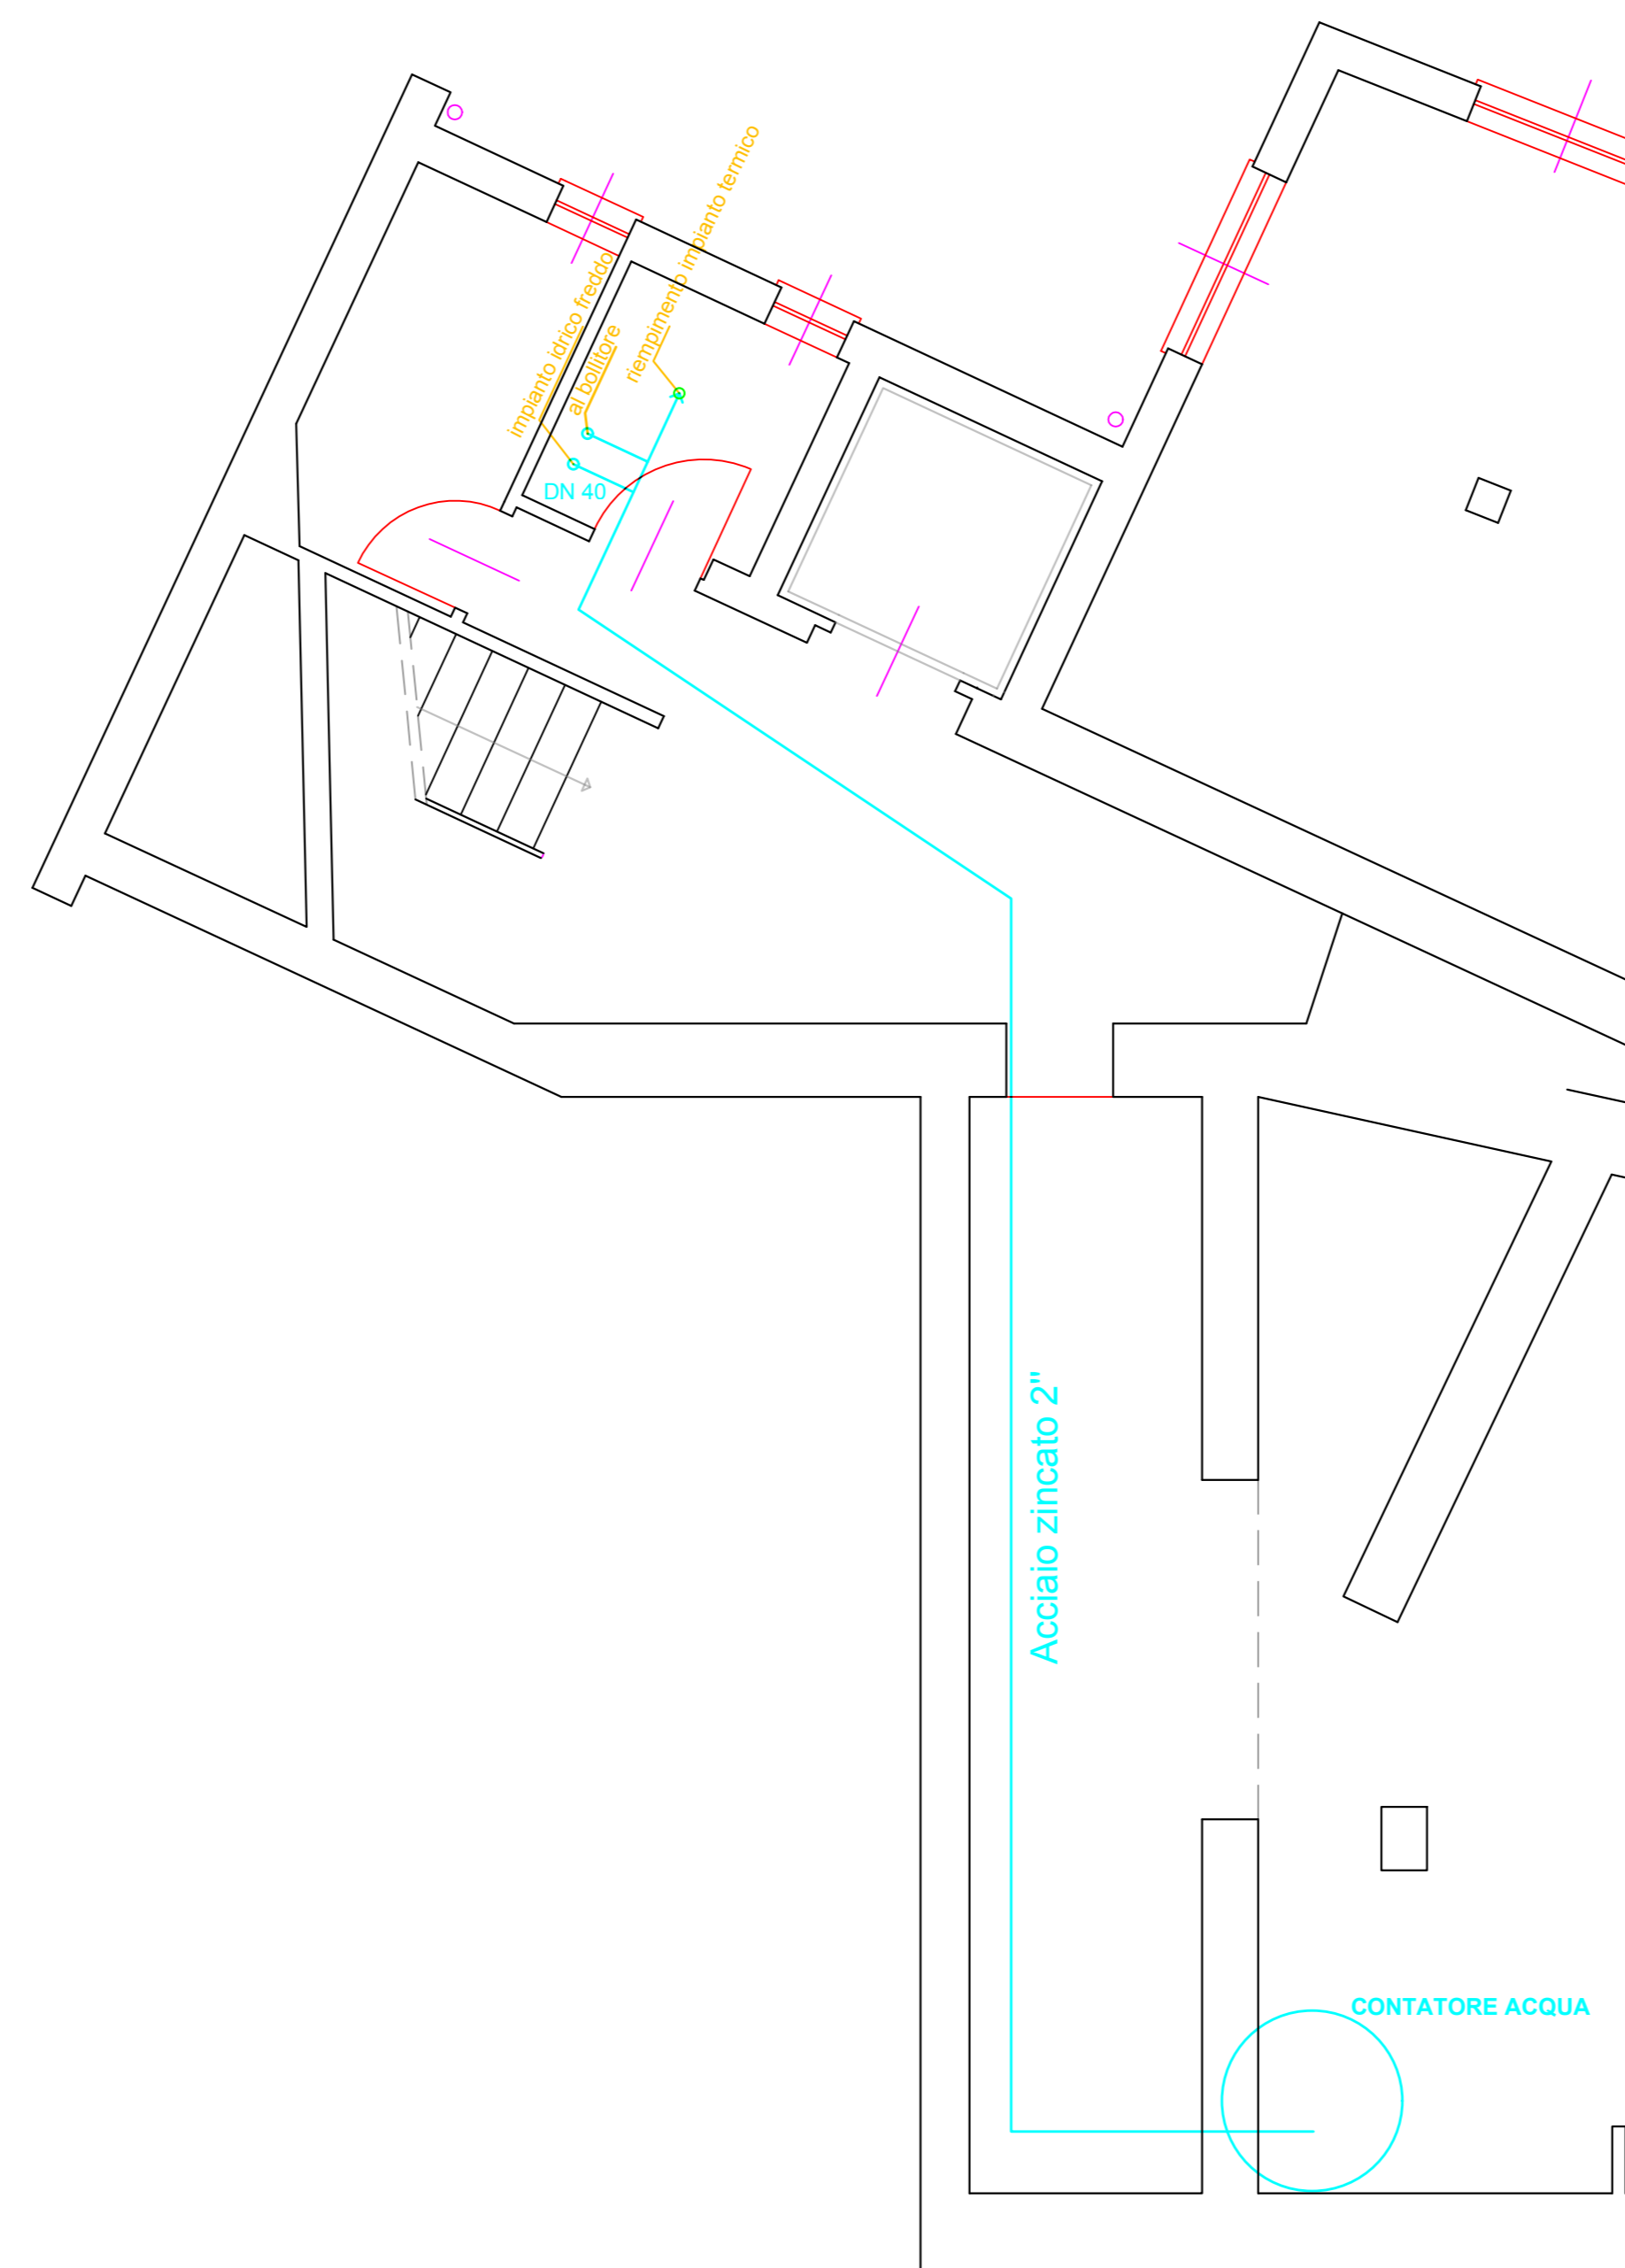 riempimento impianto termico
impianto idrico freddo
al bollitore
DN 40
Acciaio zincato 2"
CONTATORE ACQUA